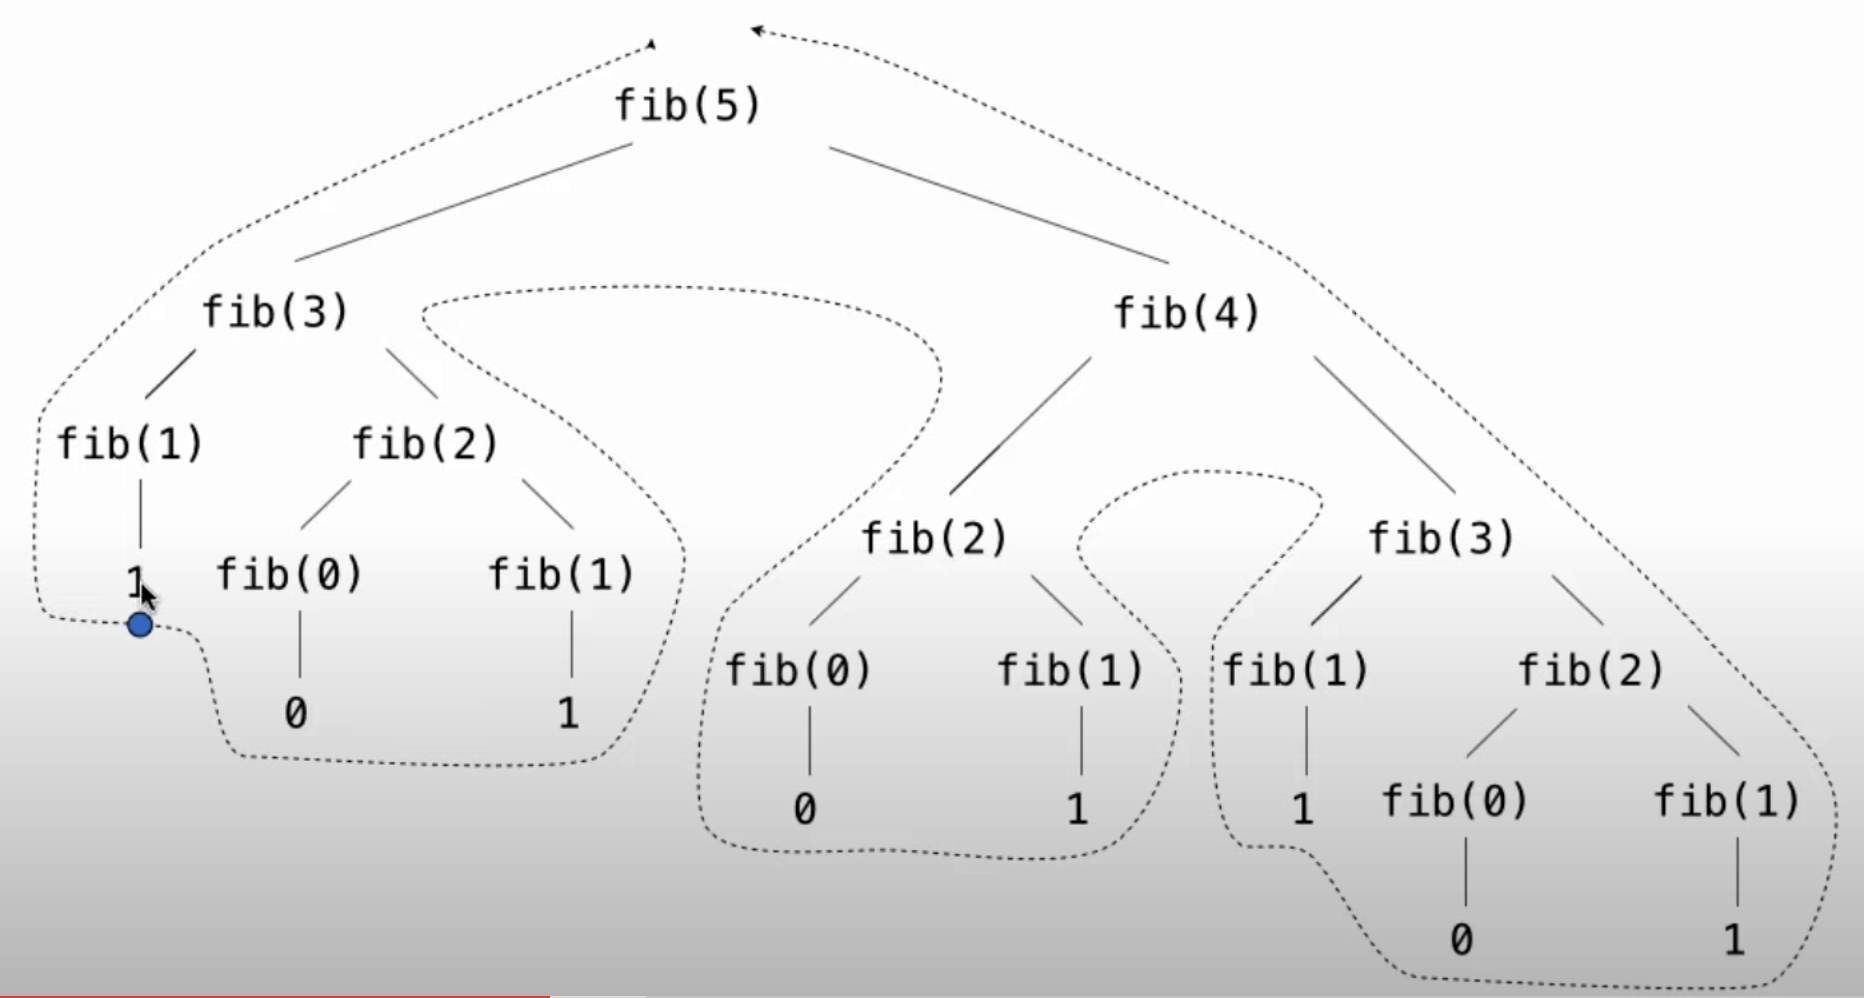 fib(5)
fib(3) fib(4)
fib(1) fib(2)
fib(2) fib(3)
1 fib(0) fib(1)
fib(0) fib(1) fib(1) fib(2)
0 1
0 1 1 fib(0) fib(1)
0 1